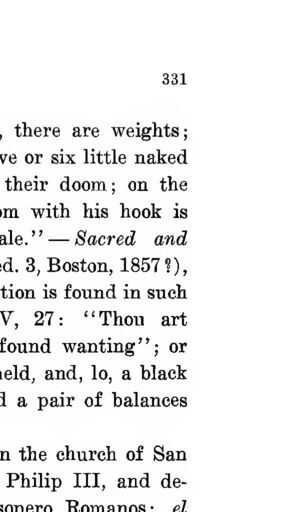 331
, there are weights;
ve or six little naked
their doom; on the
om with his hook is
ale."—Sacred and
ed. 3, Boston, 1857?),
tion is found in such
V, 27: "Thou art
found wanting"; or
held, and, lo, a black
d a pair of balances
n the church of San
Philip III, and de-
sonero Romanos: el